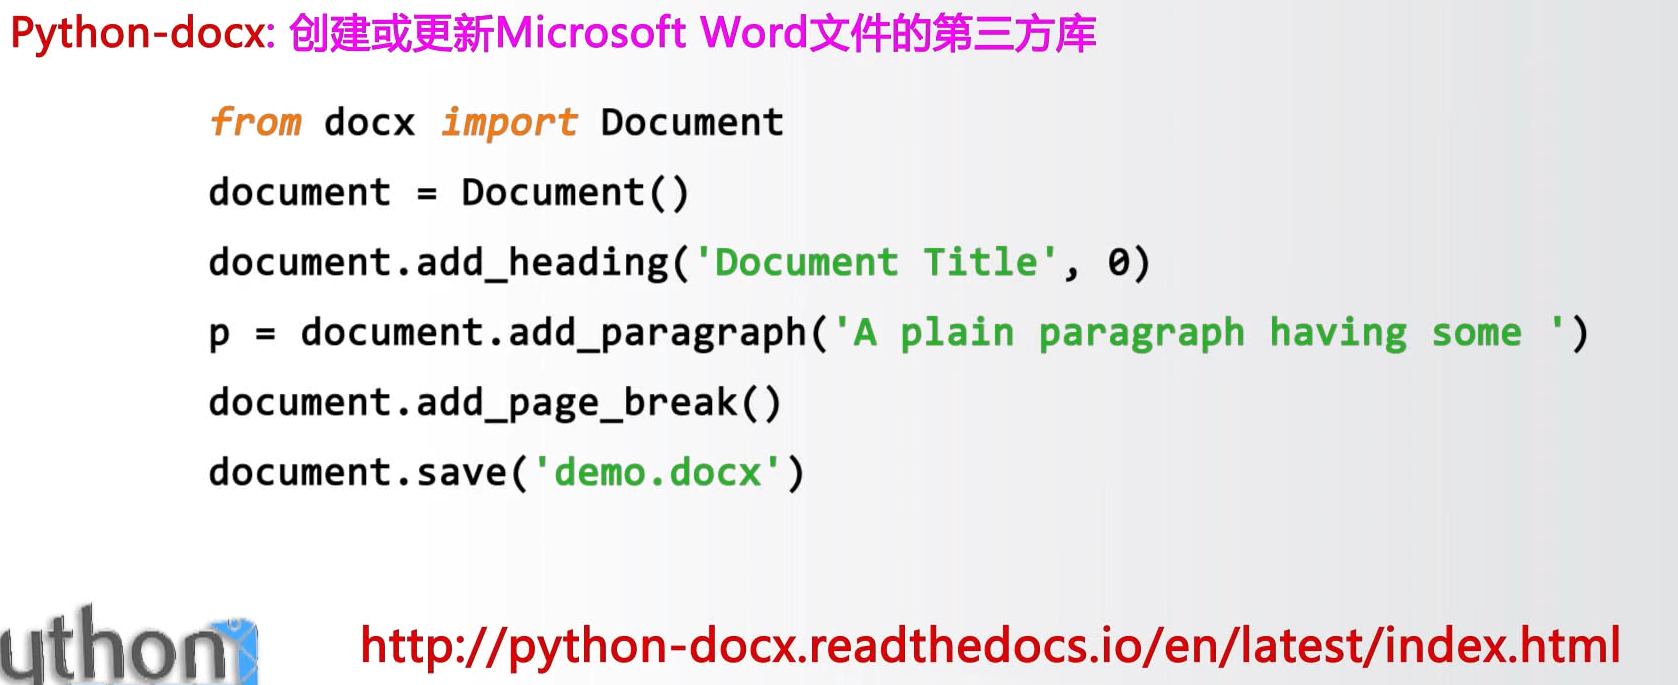 Python-docx: 创建或更新Microsoft Word文件的第三方库
from docx import Document
document = Document()
document.add_heading('Document Title', 0)
p = document.add_paragraph('A plain paragraph having some ')
document.add_page_break()
document.save('demo.docx')
ython
http://python-docx.readthedocs.io/en/latest/index.html